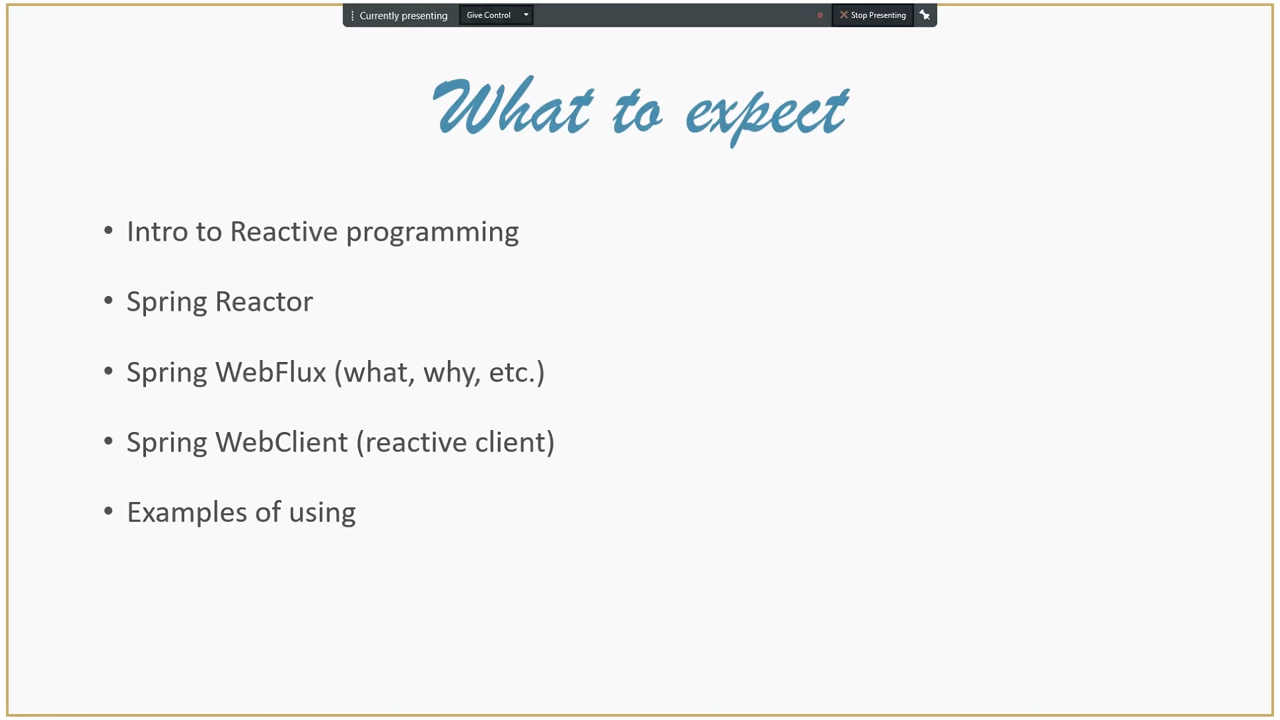 Currently presenting
Give Control
Stop Presenting
What to expect
• Intro to Reactive programming
• Spring Reactor
• Spring WebFlux (what, why, etc.)
• Spring WebClient (reactive client)
• Examples of using